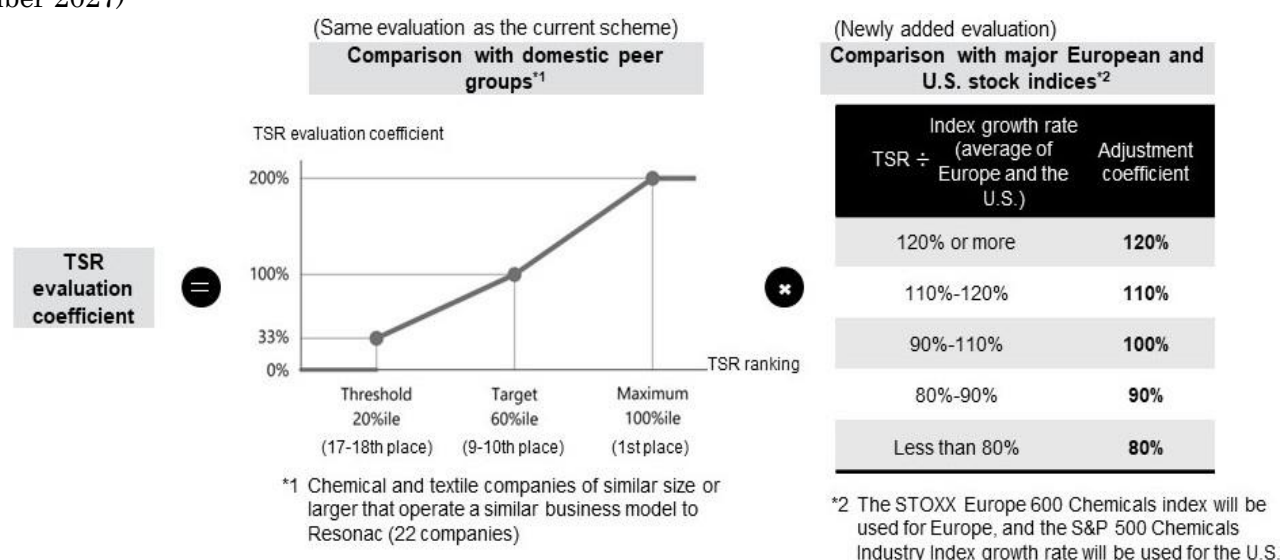 ber 2027)
(Same evaluation as the current scheme)
Comparison with domestic peer
groups*1
TSR evaluation coefficient
200%
100%
33%
0%
TSR ranking
Threshold
20%ile
(17-18th place)
Target
60%ile
(9-10th place)
Maximum
100%ile
(1st place)
*1 Chemical and textile companies of similar size or
larger that operate a similar business model to
Resonac (22 companies)
TSR
evaluation
coefficient
=
×
(Newly added evaluation)
Comparison with major European and
U.S. stock indices*2
TSR ÷
Index growth rate
(average of
Europe and the
U.S.)
Adjustment
coefficient
120% or more 120%
110%-120% 110%
90%-110% 100%
80%-90% 90%
Less than 80% 80%
*2 The STOXX Europe 600 Chemicals index will be
used for Europe, and the S&P 500 Chemicals
Industry Index growth rate will be used for the U.S.